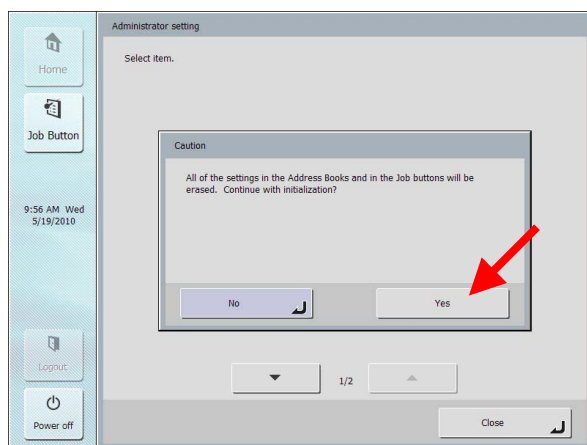 Administrator setting
Home
Select item.
Job Button
Caution
All of the settings in the Address Books and in the Job buttons will be
erased. Continue with initialization?
9:56 AM Wed
5/19/2010
No
Yes
Logout
1/2
Power off
Close